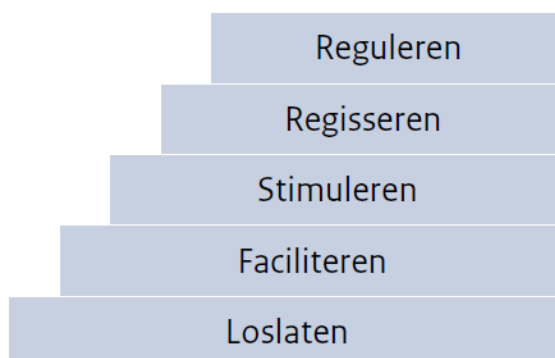 Reguleren
Regisseren
Stimuleren
Faciliteren
Loslaten